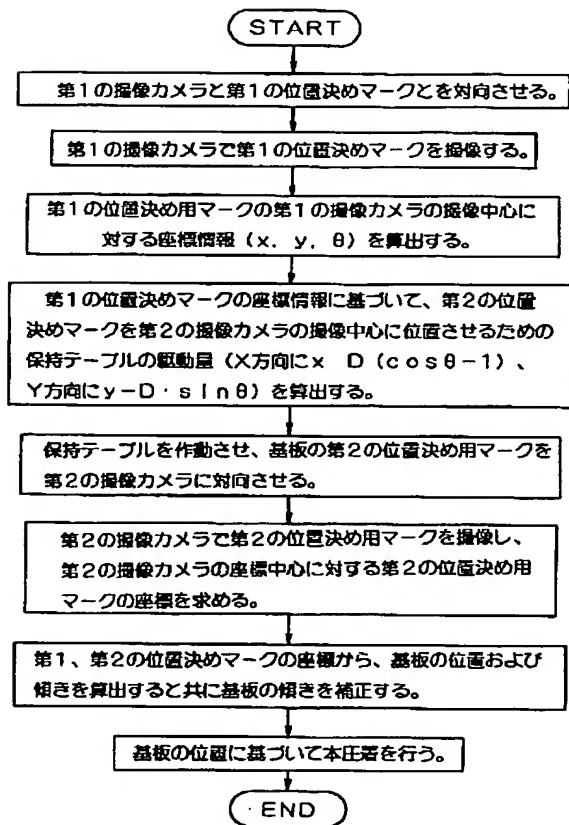 START
第1の撮像カメラと第1の位置決めマークとを対向させる。
第1の撮像カメラで第1の位置決めマークを撮像する。
第1の位置決め用マークの第1の撮像カメラの撮像中心に
対する座標情報（x．y．θ）を算出する。
第1の位置決めマークの座標情報に基づいて、第2の位置
決めマークを第2の撮像カメラの撮像中心に位置させるための
保持テーブルの駆動量（X方向にx　D（cosθ−1）、
Y方向にy−D・sinθ）を算出する。
保持テーブルを作動させ、基板の第2の位置決め用マークを
第2の撮像カメラに対向させる。
第2の撮像カメラで第2の位置決め用マークを撮像し、
第2の撮像カメラの座標中心に対する第2の位置決め用
マークの座標を求める。
第1、第2の位置決めマークの座標から、基板の位置および
傾きを算出すると共に基板の傾きを補正する。
基板の位置に基づいて本圧着を行う。
END